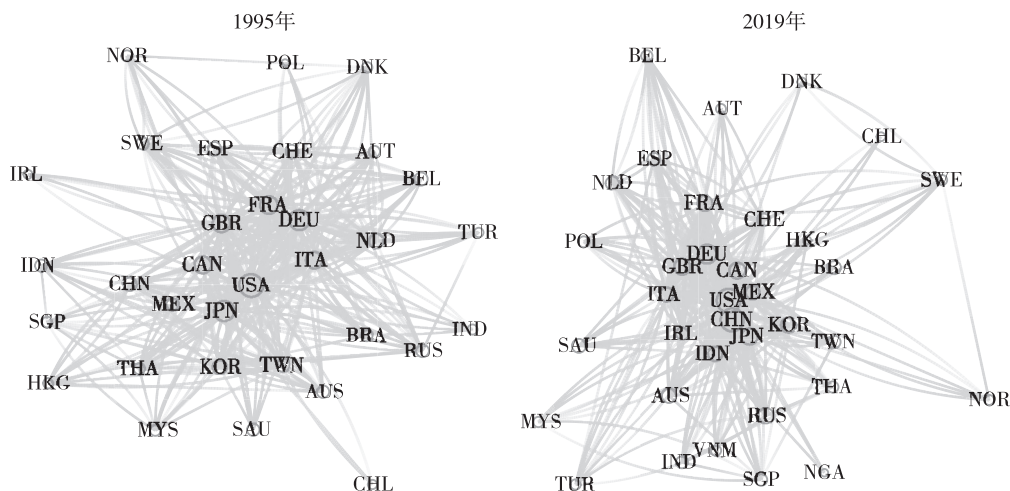 1995年
NOR
POL
DNK
SWE
ESP
CHE
AUT
IRL
BEL
FRA
GBR
DEU
TUR
NLD
IDN
CAN
ITA
CHN
USA
MEX
JPN
SGP
BRA
IND
RUS
THA
KOR
TWN
HKG
AUS
MYS
SAU
CHL
2019年
BEL
DNK
AUT
CHL
ESP
NLD
SWE
FRA
CHE
POL
HKG
DEU
GBR
CAN
BRA
ITA
MEX
USA
CHN
KOR
IRL
JPN
TWN
SAU
IDN
THA
AUS
NOR
RUS
MYS
VNM
IND
NGA
SGP
TUR